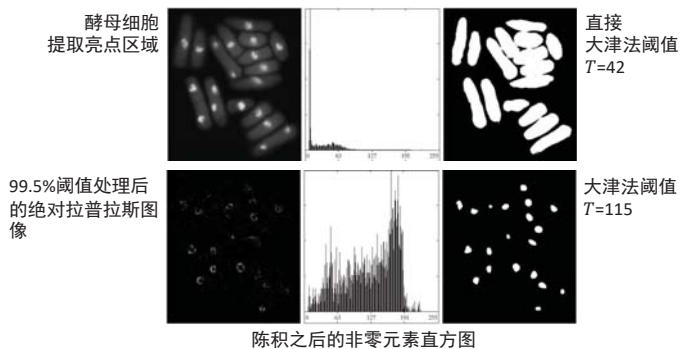 酵母细胞
提取亮点区域
直接
大津法阈值
T=42
0 63 127 191 255
99.5%阈值处理后
的绝对拉普拉斯图
像
大津法阈值
T=115
0 63 127 191 255
陈积之后的非零元素直方图